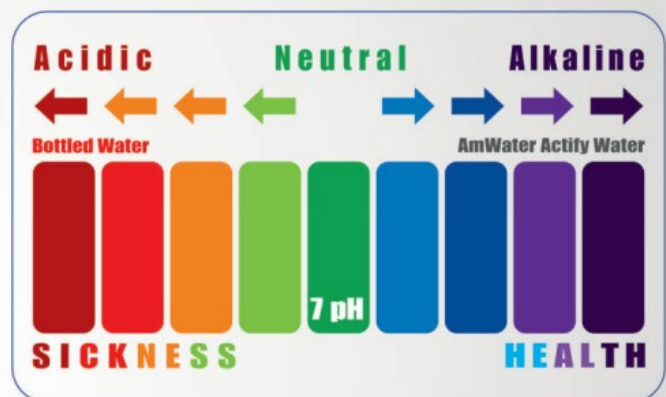 Acidic Neutral Alkaline
Bottled Water AmWater Actify Water
7 pH
SICKNESS HEALTH